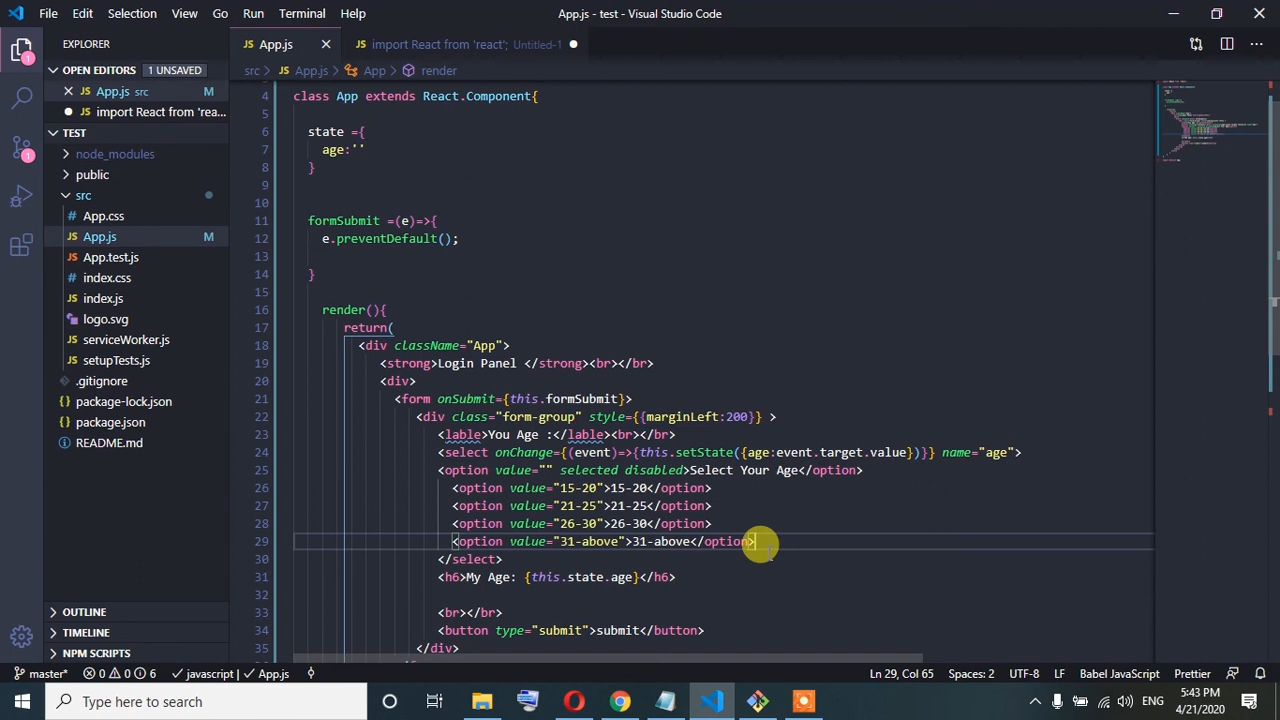 File Edit Selection View Go Run Terminal Help App.js - test - Visual Studio Code
EXPLORER
App.js import React from 'react'; Untitled-1
OPEN EDITORS 1 UNSAVED
src > App.js > App > render
App.js src M
import React from 'rea...
TEST
node_modules
public
src
App.css
App.js M
App.test.js
index.css
index.js
logo.svg
serviceWorker.js
setupTests.js
.gitignore
package-lock.json
package.json
README.md
OUTLINE
TIMELINE
NPM SCRIPTS
4 class App extends React.Component{
5
6 state ={
7 age:''
8 }
9
10
11 formSubmit =(e)=>{
12 e.preventDefault();
13
14 }
15
16 render(){
17 return(
18 <div className="App">
19 <strong>Login Panel </strong><br></br>
20 <div>
21 <form onSubmit={this.formSubmit}>
22 <div class="form-group" style={{marginLeft:200}} >
23 <lable>You Age :</lable><br></br>
24 <select onChange={(event)=>{this.setState({age:event.target.value})}} name="age">
25 <option value="" selected disabled>Select Your Age</option>
26 <option value="15-20">15-20</option>
27 <option value="21-25">21-25</option>
28 <option value="26-30">26-30</option>
29 <option value="31-above">31-above</option>
30 </select>
31 <h6>My Age: {this.state.age}</h6>
32
33 <br></br>
34 <button type="submit">submit</button>
35 </div>
master* 0 0 6 javascript | App.js Ln 29, Col 65 Spaces: 2 UTF-8 LF Babel JavaScript Prettier
Type here to search
ENG
5:43 PM
4/21/2020